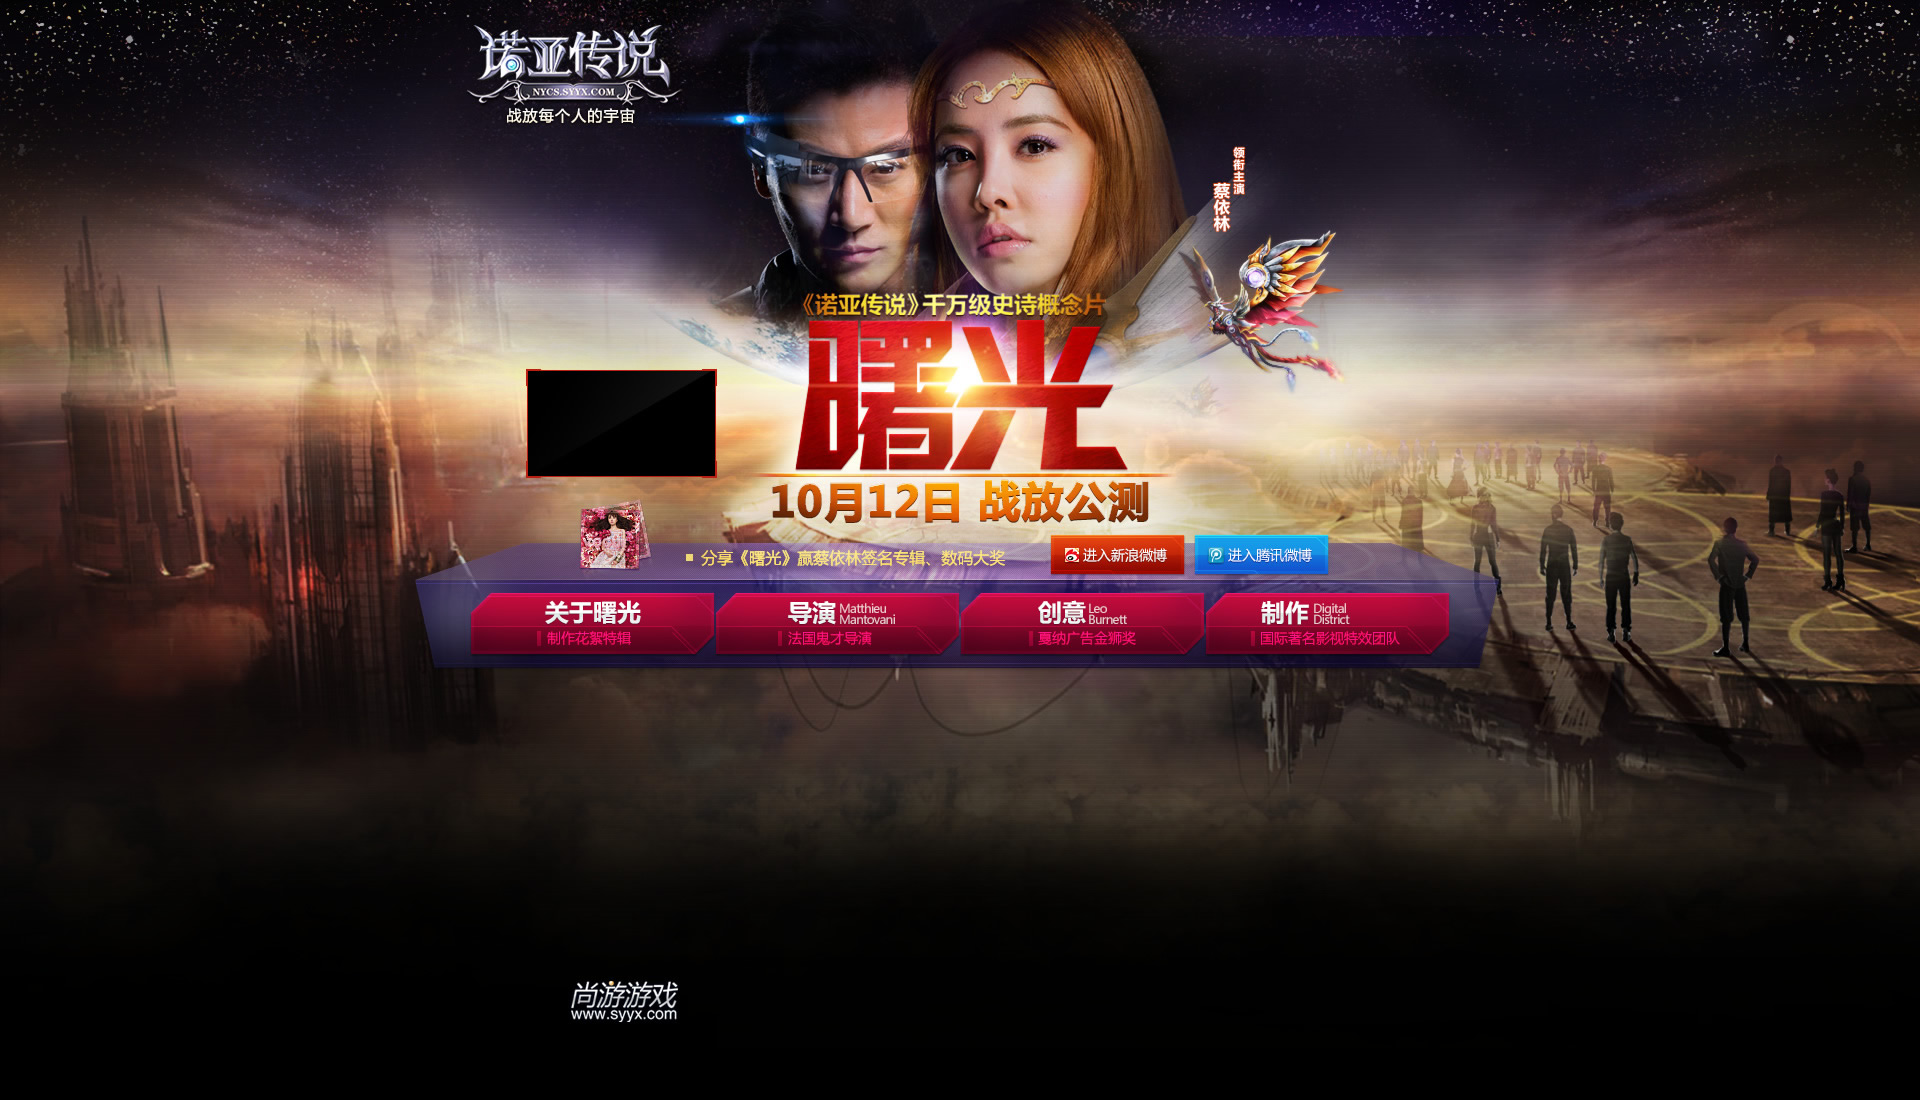 诺亚传说
NYCS.SYYX.COM
战放每个人的宇宙
领衔主演
蔡依林
《诺亚传说》千万级史诗概念片
曙光
10月12日 战放公测
分享《曙光》赢蔡依林签名专辑、数码大奖
进入新浪微博
进入腾讯微博
关于曙光
制作花絮特辑
导演 Matthieu Mantovani
法国鬼才导演
创意 Leo Burnett
戛纳广告金狮奖
制作 Digital District
国际著名影视特效团队
尚游游戏
www.syyx.com